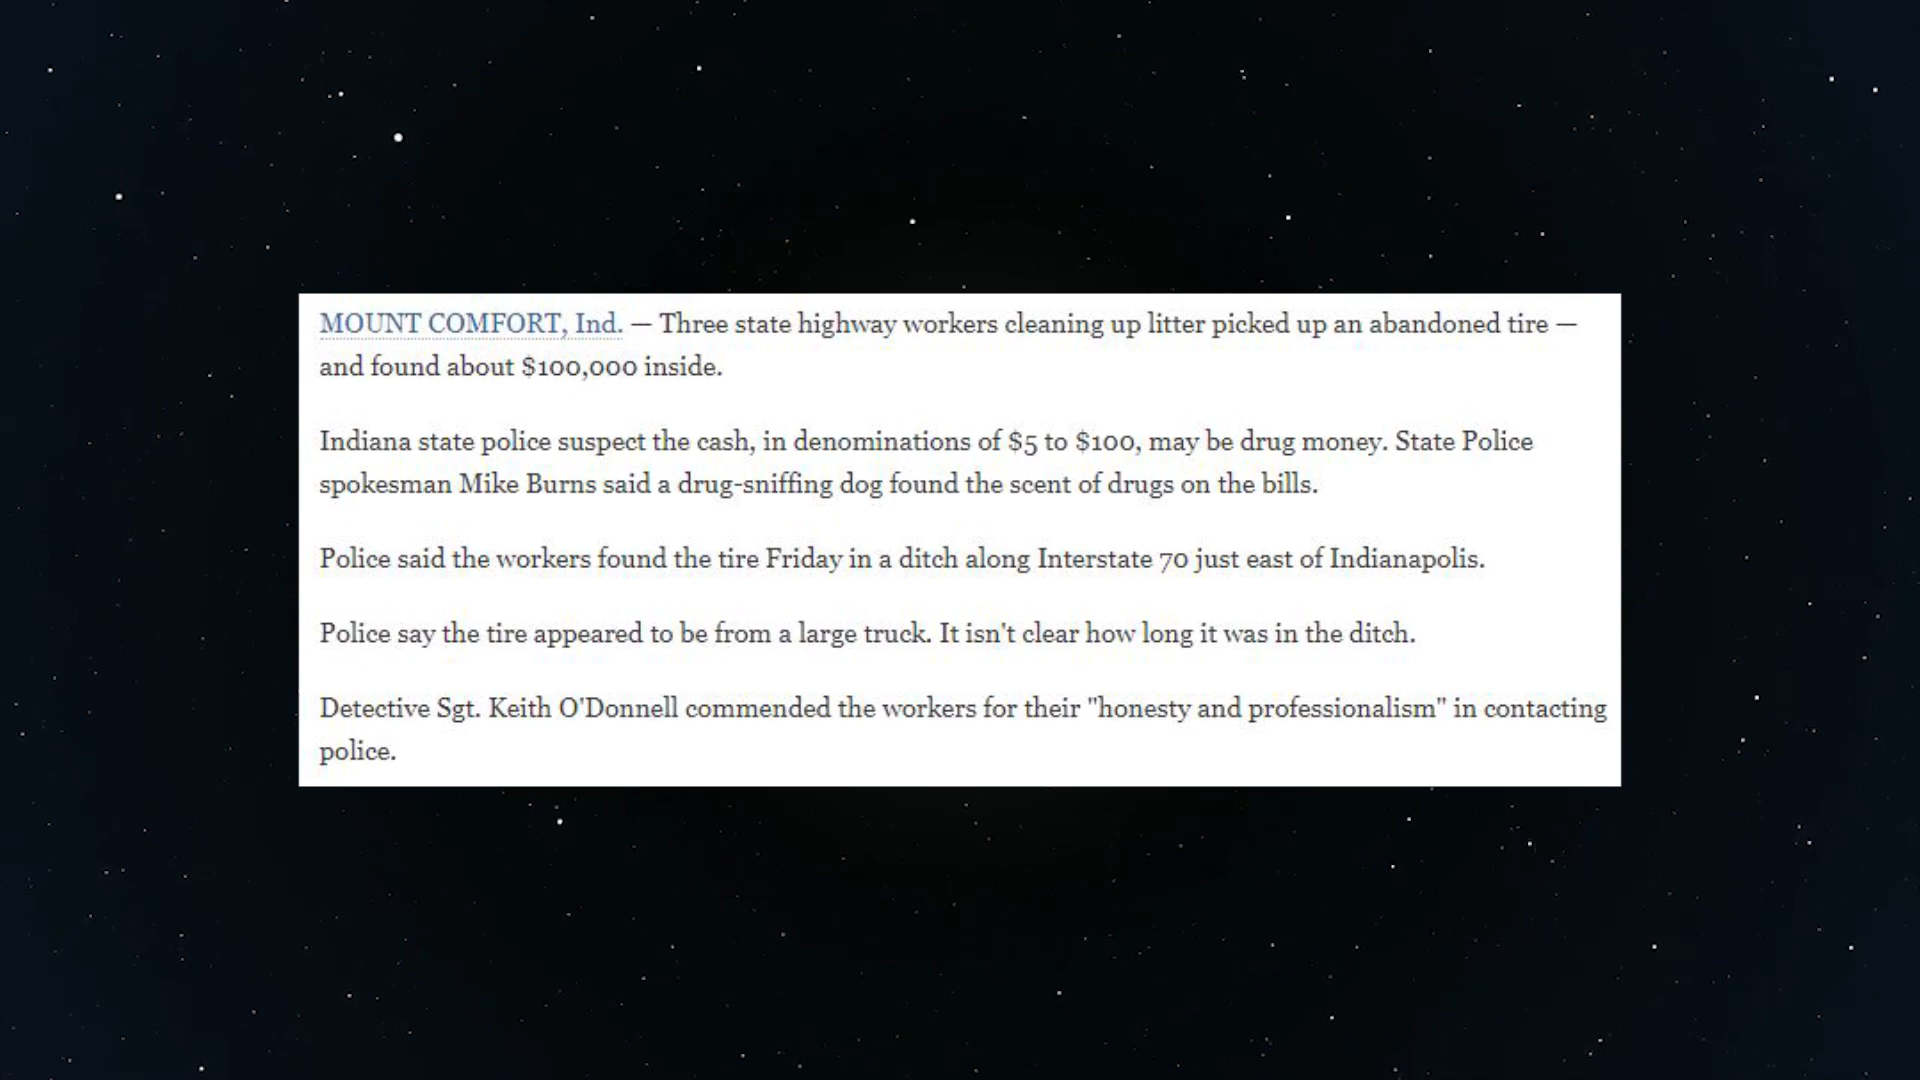 MOUNT COMFORT, Ind. — Three state highway workers cleaning up litter picked up an abandoned tire —
and found about $100,000 inside.
Indiana state police suspect the cash, in denominations of $5 to $100, may be drug money. State Police
spokesman Mike Burns said a drug-sniffing dog found the scent of drugs on the bills.
Police said the workers found the tire Friday in a ditch along Interstate 70 just east of Indianapolis.
Police say the tire appeared to be from a large truck. It isn't clear how long it was in the ditch.
Detective Sgt. Keith O'Donnell commended the workers for their "honesty and professionalism" in contacting
police.